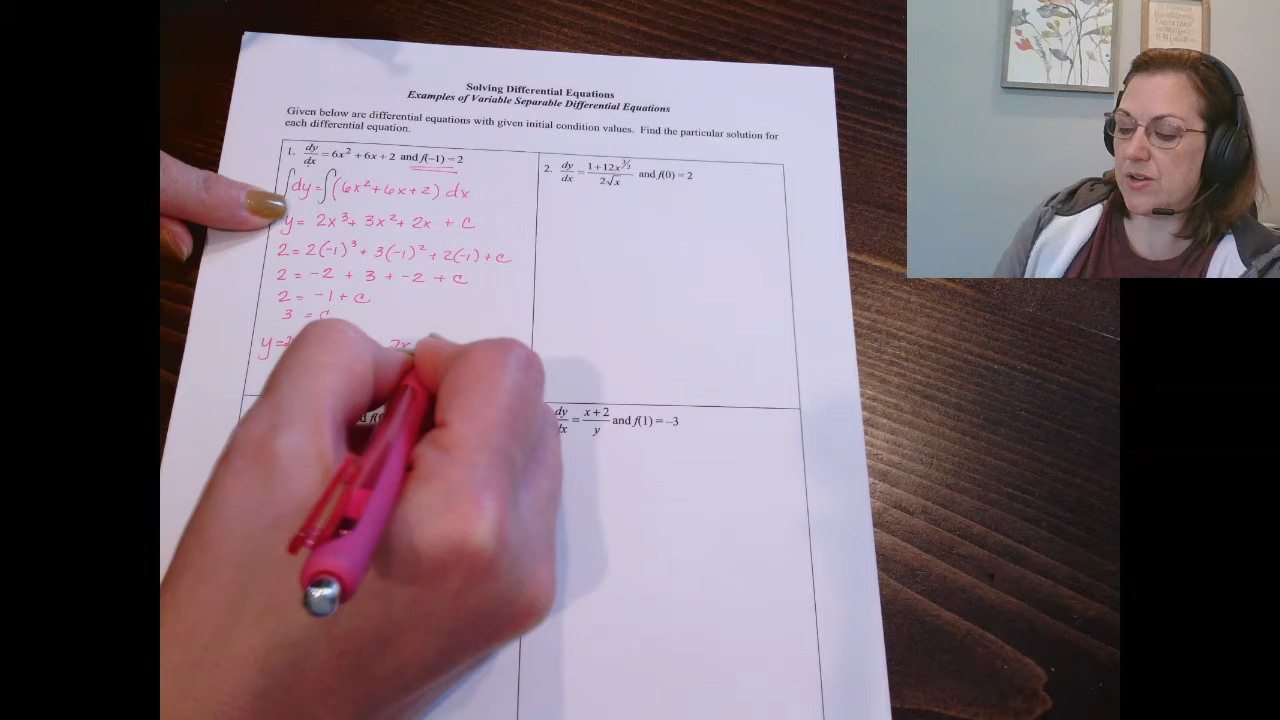 Solving Differential Equations
Examples of Variable Separable Differential Equations
Given below are differential equations with given initial condition values. Find the particular solution for
each differential equation.
1. dy/dx = 6x² + 6x + 2 and f(−1) = 2
∫dy = ∫(6x² + 6x + 2) dx
y = 2x³ + 3x² + 2x + C
2 = 2(-1)³ + 3(-1)² + 2(-1) + C
2 = -2 + 3 + -2 + C
2 = -1 + C
3 = C
y = 2 2x
2. dy/dx = (1 + 12x^(3/2))/(2√x) and f(0) = 2
dy/dx = (x + 2)/y and f(1) = −3